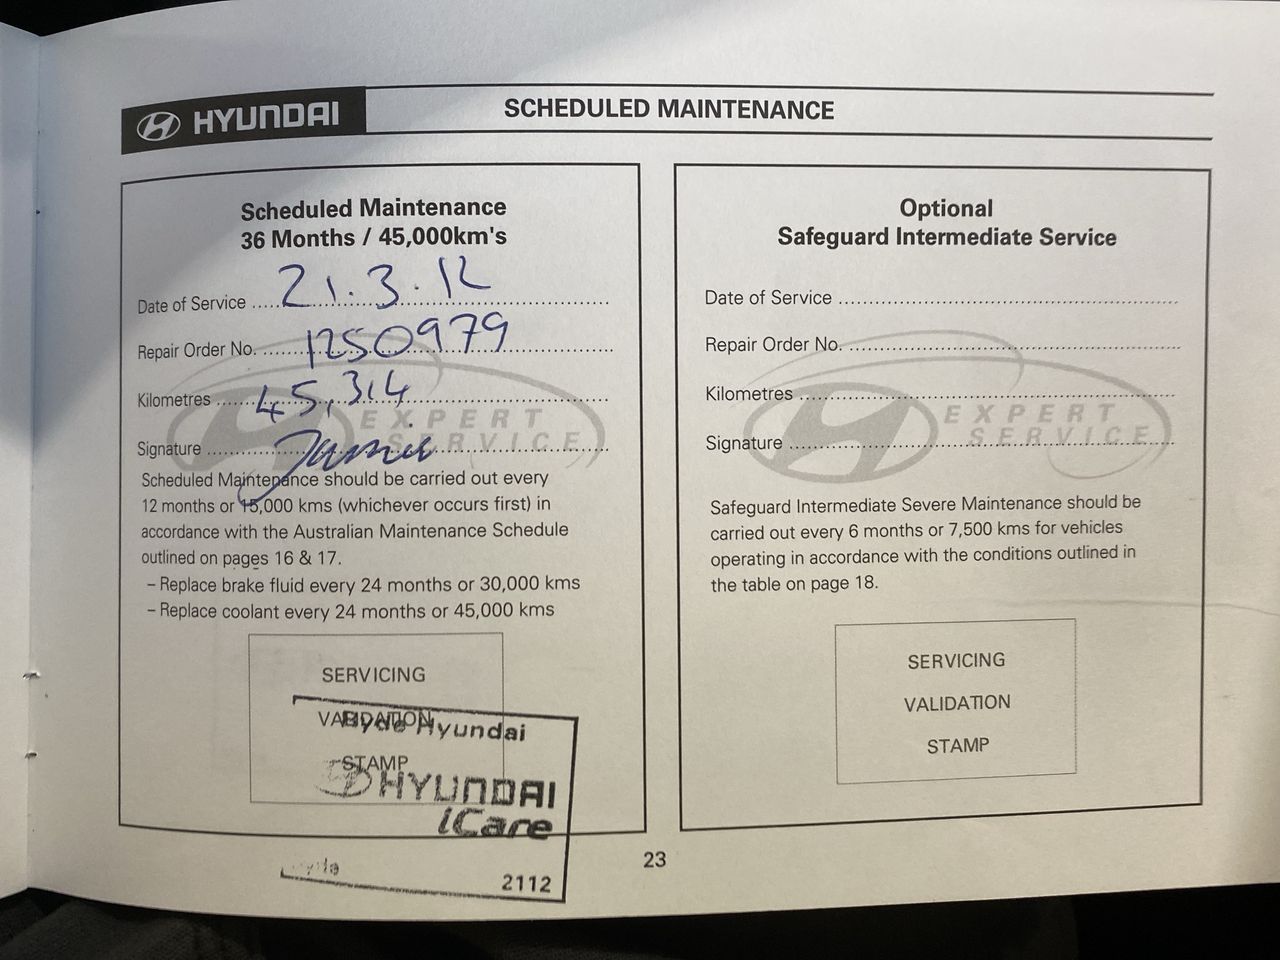 HYUNDAI
SCHEDULED MAINTENANCE
Scheduled Maintenance
36 Months / 45,000km's
Date of Service 21.3.12
Repair Order No. 1250979
Kilometres 45,314
Signature Jamie
EXPERT
SERVICE
Scheduled Maintenance should be carried out every
12 months or 15,000 kms (whichever occurs first) in
accordance with the Australian Maintenance Schedule
outlined on pages 16 & 17.
– Replace brake fluid every 24 months or 30,000 kms
– Replace coolant every 24 months or 45,000 kms
SERVICING
VALIDATION
STAMP
Ryde Hyundai
HYUNDAI
iCare
Ryde
2112
Optional
Safeguard Intermediate Service
Date of Service
Repair Order No.
Kilometres
Signature
EXPERT
SERVICE
Safeguard Intermediate Severe Maintenance should be
carried out every 6 months or 7,500 kms for vehicles
operating in accordance with the conditions outlined in
the table on page 18.
SERVICING
VALIDATION
STAMP
23